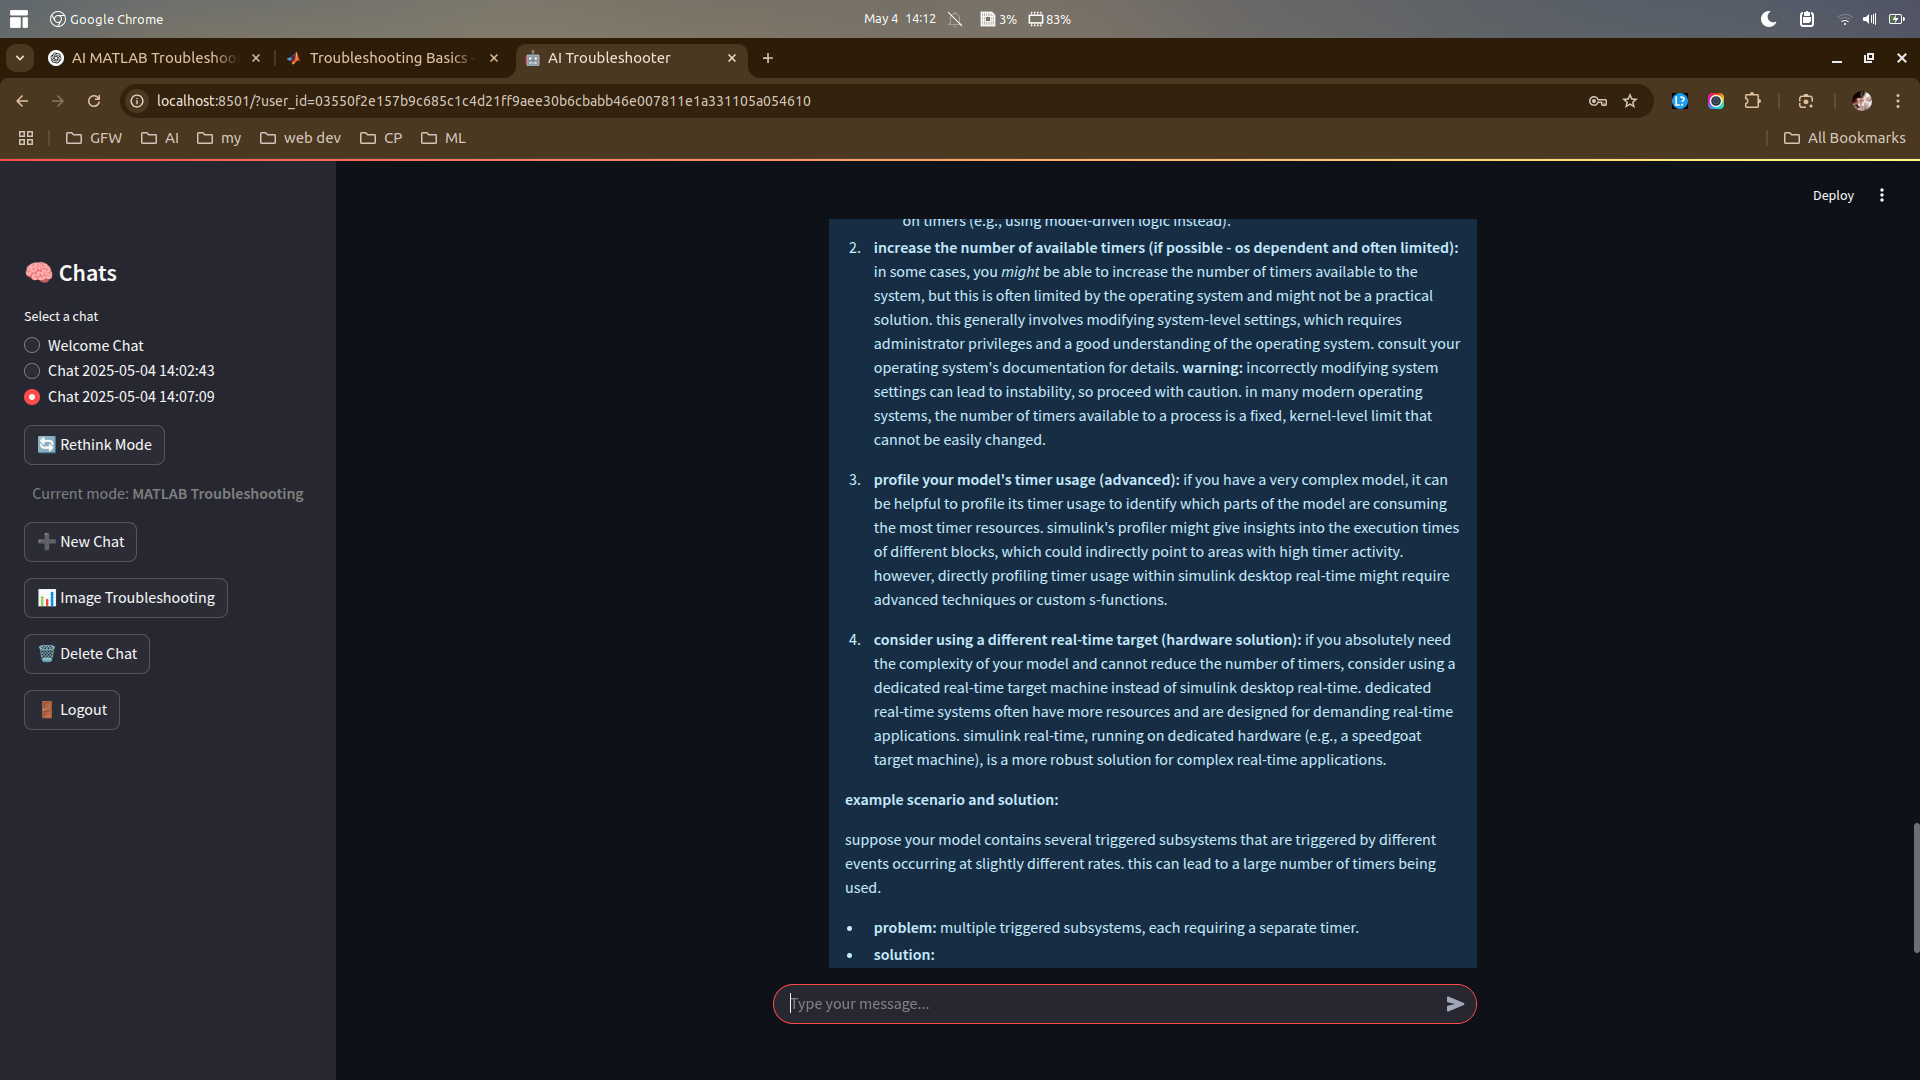 Google Chrome
May 4 14:12
3%
83%
AI MATLAB Troubleshoo
Troubleshooting Basics
AI Troubleshooter
localhost:8501/?user_id=03550f2e157b9c685c1c4d21ff9aee30b6cbabb46e007811e1a331105a054610
GFW
AI
my
web dev
CP
ML
All Bookmarks
Deploy
Chats
Select a chat
Welcome Chat
Chat 2025-05-04 14:02:43
Chat 2025-05-04 14:07:09
Rethink Mode
Current mode: MATLAB Troubleshooting
New Chat
Image Troubleshooting
Delete Chat
Logout
on timers (e.g., using model-driven logic instead).
2. increase the number of available timers (if possible - os dependent and often limited):
in some cases, you might be able to increase the number of timers available to the
system, but this is often limited by the operating system and might not be a practical
solution. this generally involves modifying system-level settings, which requires
administrator privileges and a good understanding of the operating system. consult your
operating system's documentation for details. warning: incorrectly modifying system
settings can lead to instability, so proceed with caution. in many modern operating
systems, the number of timers available to a process is a fixed, kernel-level limit that
cannot be easily changed.
3. profile your model's timer usage (advanced): if you have a very complex model, it can
be helpful to profile its timer usage to identify which parts of the model are consuming
the most timer resources. simulink's profiler might give insights into the execution times
of different blocks, which could indirectly point to areas with high timer activity.
however, directly profiling timer usage within simulink desktop real-time might require
advanced techniques or custom s-functions.
4. consider using a different real-time target (hardware solution): if you absolutely need
the complexity of your model and cannot reduce the number of timers, consider using a
dedicated real-time target machine instead of simulink desktop real-time. dedicated
real-time systems often have more resources and are designed for demanding real-time
applications. simulink real-time, running on dedicated hardware (e.g., a speedgoat
target machine), is a more robust solution for complex real-time applications.
example scenario and solution:
suppose your model contains several triggered subsystems that are triggered by different
events occurring at slightly different rates. this can lead to a large number of timers being
used.
• problem: multiple triggered subsystems, each requiring a separate timer.
• solution:
Type your message...